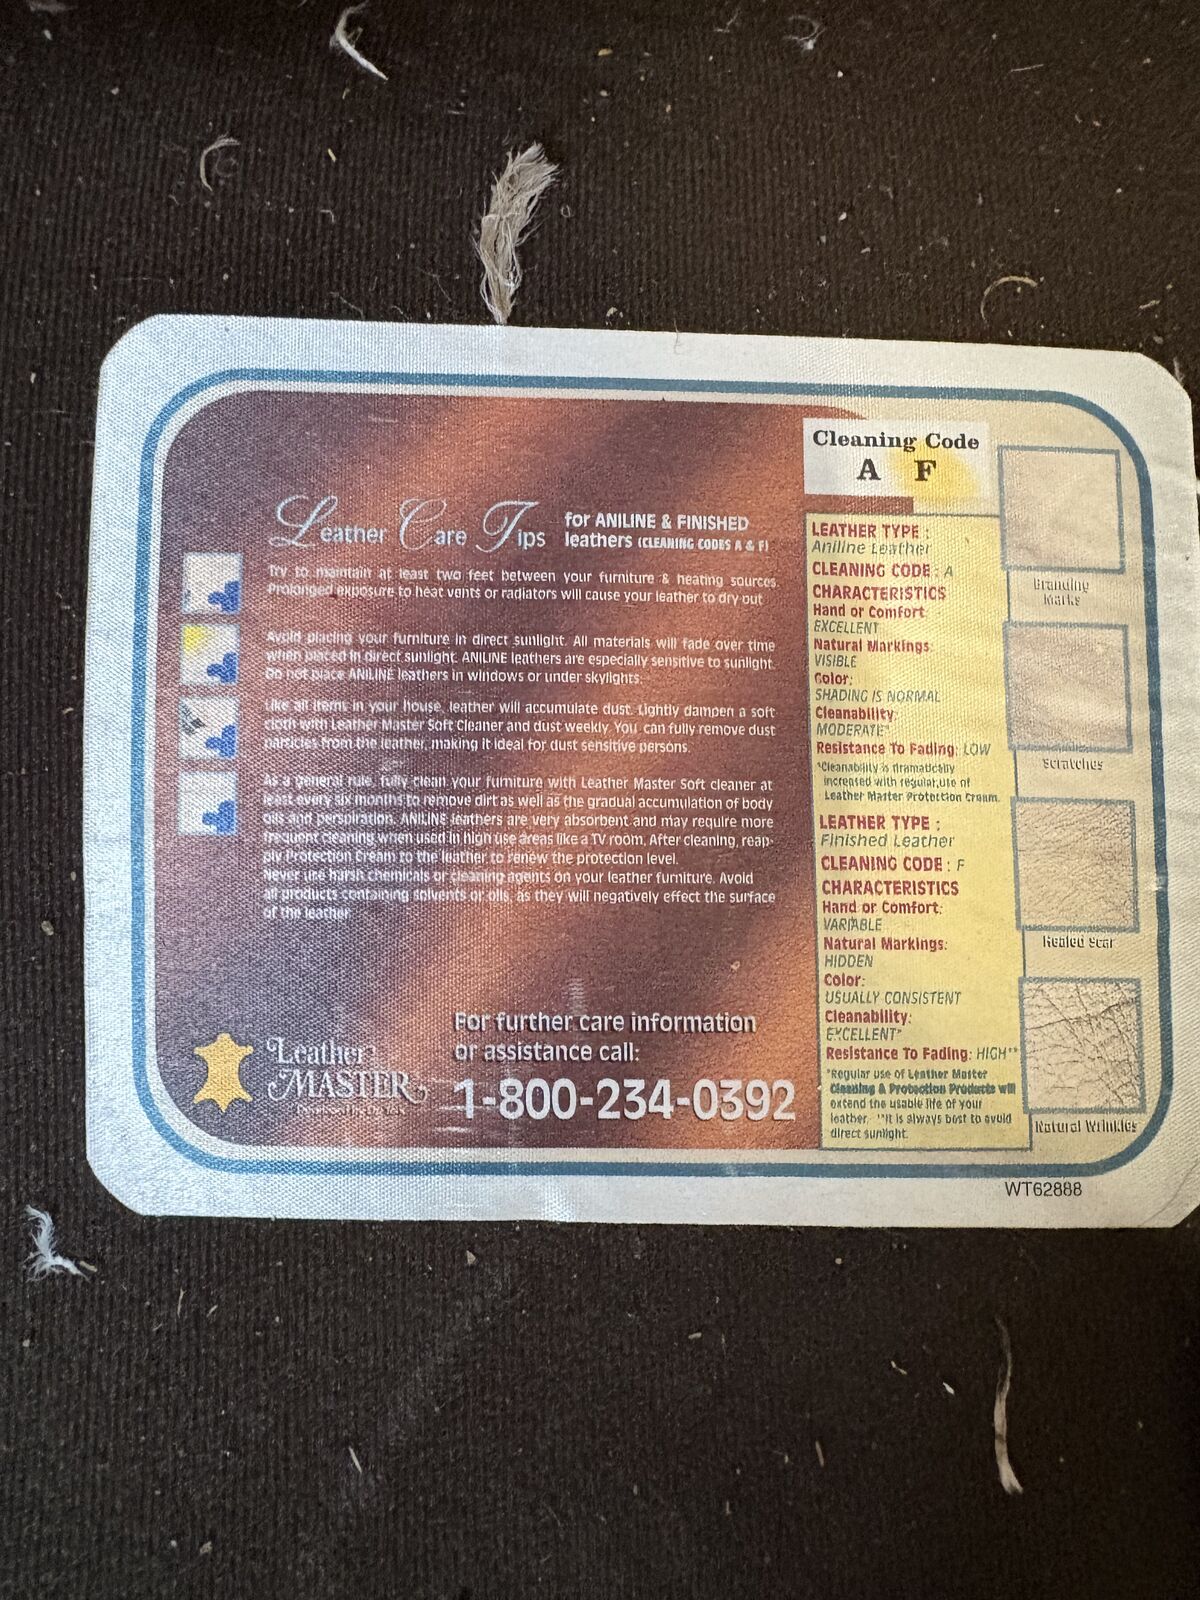 Leather Care Tips for ANILINE & FINISHED
leathers (CLEANING CODES A & F)
Try to maintain at least two feet between your furniture & heating sources.
Prolonged exposure to heat vents or radiators will cause your leather to dry out
Avoid placing your furniture in direct sunlight. All materials will fade over time
when placed in direct sunlight. ANILINE leathers are especially sensitive to sunlight.
Do not place ANILINE leathers in windows or under skylights.
Like all items in your house, leather will accumulate dust. Lightly dampen a soft
cloth with Leather Master Soft Cleaner and dust weekly. You can fully remove dust
particles from the leather, making it ideal for dust sensitive persons.
As a general rule, fully clean your furniture with Leather Master Soft cleaner at
least every six months to remove dirt as well as the gradual accumulation of body
oils and perspiration. ANILINE leathers are very absorbent and may require more
frequent cleaning when used in high use areas like a TV room. After cleaning, reap-
ply Protection Cream to the leather to renew the protection level.
Never use harsh chemicals or cleaning agents on your leather furniture. Avoid
all products containing solvents or oils, as they will negatively effect the surface
of the leather
For further care information
or assistance call:
1-800-234-0392
Leather
MASTER
Cleaning Code
A F
LEATHER TYPE :
Aniline Leather
CLEANING CODE : A
CHARACTERISTICS
Hand or Comfort:
EXCELLENT
Natural Markings:
VISIBLE
Color:
SHADING IS NORMAL
Cleanability:
MODERATE*
Resistance To Fading: LOW
*Cleanability is dramatically
increased with regular use of
Leather Master Protection Cream.
LEATHER TYPE :
Finished Leather
CLEANING CODE : F
CHARACTERISTICS
Hand or Comfort:
VARIABLE
Natural Markings:
HIDDEN
Color:
USUALLY CONSISTENT
Cleanability:
EXCELLENT*
Resistance To Fading: HIGH**
*Regular use of Leather Master
Cleaning & Protection Products will
extend the usable life of your
leather. **It is always best to avoid
direct sunlight.
Branding
Marks
Scratches
Healed Scar
Natural Wrinkles
WT62888